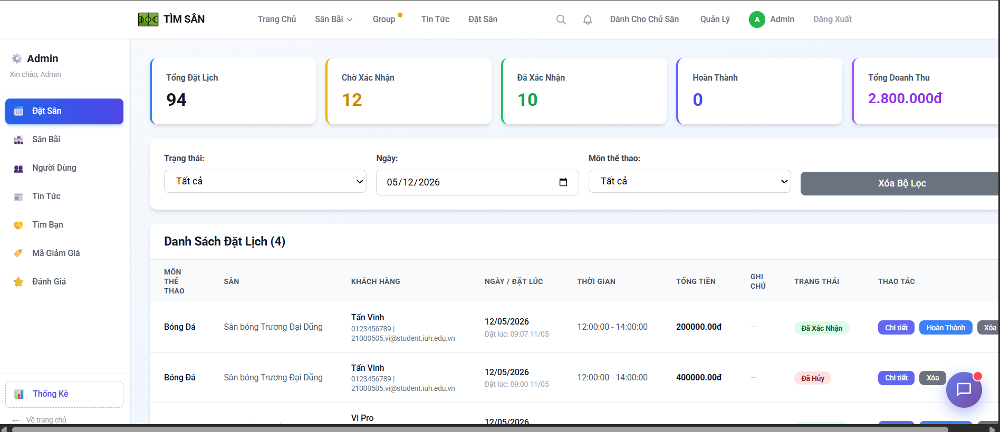 TÌM SÂN
Trang Chủ
Sân Bãi
Group
Tin Tức
Đặt Sân
Dành Cho Chủ Sân
Quản Lý
A
Admin
Đăng Xuất
Admin
Xin chào, Admin
Đặt Sân
Sân Bãi
Người Dùng
Tin Tức
Tìm Bạn
Mã Giảm Giá
Đánh Giá
Thống Kê
← Về trang chủ
Tổng Đặt Lịch
94
Chờ Xác Nhận
12
Đã Xác Nhận
10
Hoàn Thành
0
Tổng Doanh Thu
2.800.000đ
Trạng thái:
Tất cả
Ngày:
05/12/2026
Môn thể thao:
Tất cả
Xóa Bộ Lọc
Danh Sách Đặt Lịch (4)
MÔN
THỂ
THAO
SÂN
KHÁCH HÀNG
NGÀY / ĐẶT LÚC
THỜI GIAN
TỔNG TIỀN
GHI
CHÚ
TRẠNG THÁI
THAO TÁC
Bóng Đá
Sân bóng Trương Đại Dũng
Tấn Vinh
0123456789 |
21000505.vi@student.iuh.edu.vn
12/05/2026
Đặt lúc: 09:07 11/05
12:00:00 - 14:00:00
200000.00đ
—
Đã Xác Nhận
Chi tiết
Hoàn Thành
Xóa
Bóng Đá
Sân bóng Trương Đại Dũng
Tấn Vinh
0123456789 |
21000505.vi@student.iuh.edu.vn
12/05/2026
Đặt lúc: 09:00 11/05
12:00:00 - 14:00:00
400000.00đ
—
Đã Hủy
Chi tiết
Xóa
Vi Pro
12/05/2026